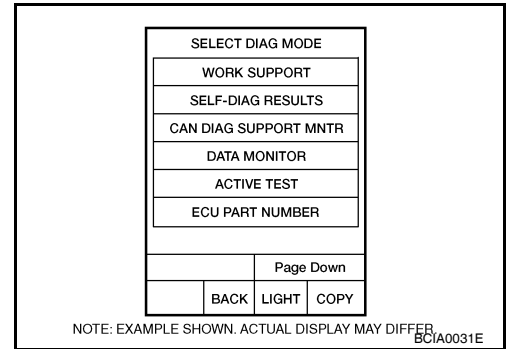 SELECT DIAG MODE
WORK SUPPORT
SELF-DIAG RESULTS
CAN DIAG SUPPORT MNTR
DATA MONITOR
ACTIVE TEST
ECU PART NUMBER
Page Down
BACK LIGHT COPY
NOTE: EXAMPLE SHOWN. ACTUAL DISPLAY MAY DIFFER.
BCIA0031E